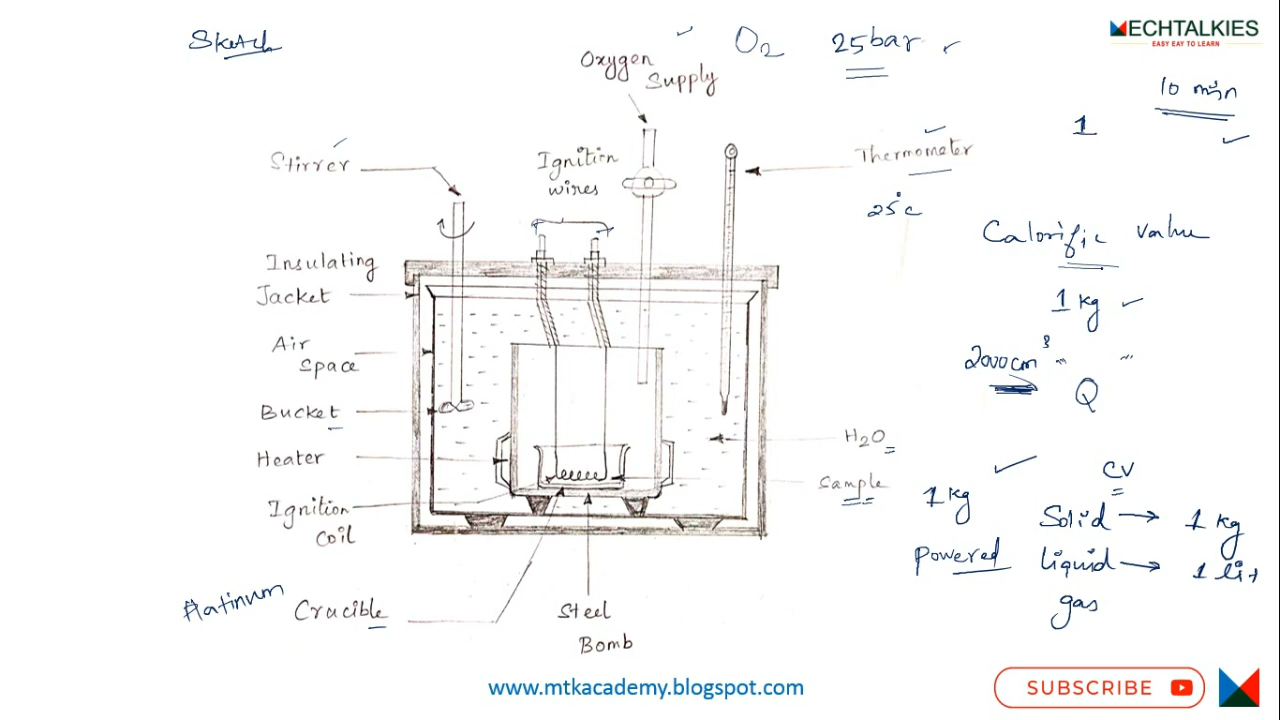 Sketch
O2 25bar
MECHTALKIES
EASY EAY TO LEARN
10 min
1
Oxygen
Supply
Stirrer
Ignition
wires
Thermometer
25°C
Calorific value
Insulating
Jacket
1 kg
Air
Space
2000cm³ " "
Q
Bucket
H2O
Heater
Sample
CV
1 kg
Ignition
Coil
Solid → 1 kg
Powered
liquid → 1 lit
gas
Platinum
Crucible
Steel
Bomb
www.mtkacademy.blogspot.com
SUBSCRIBE